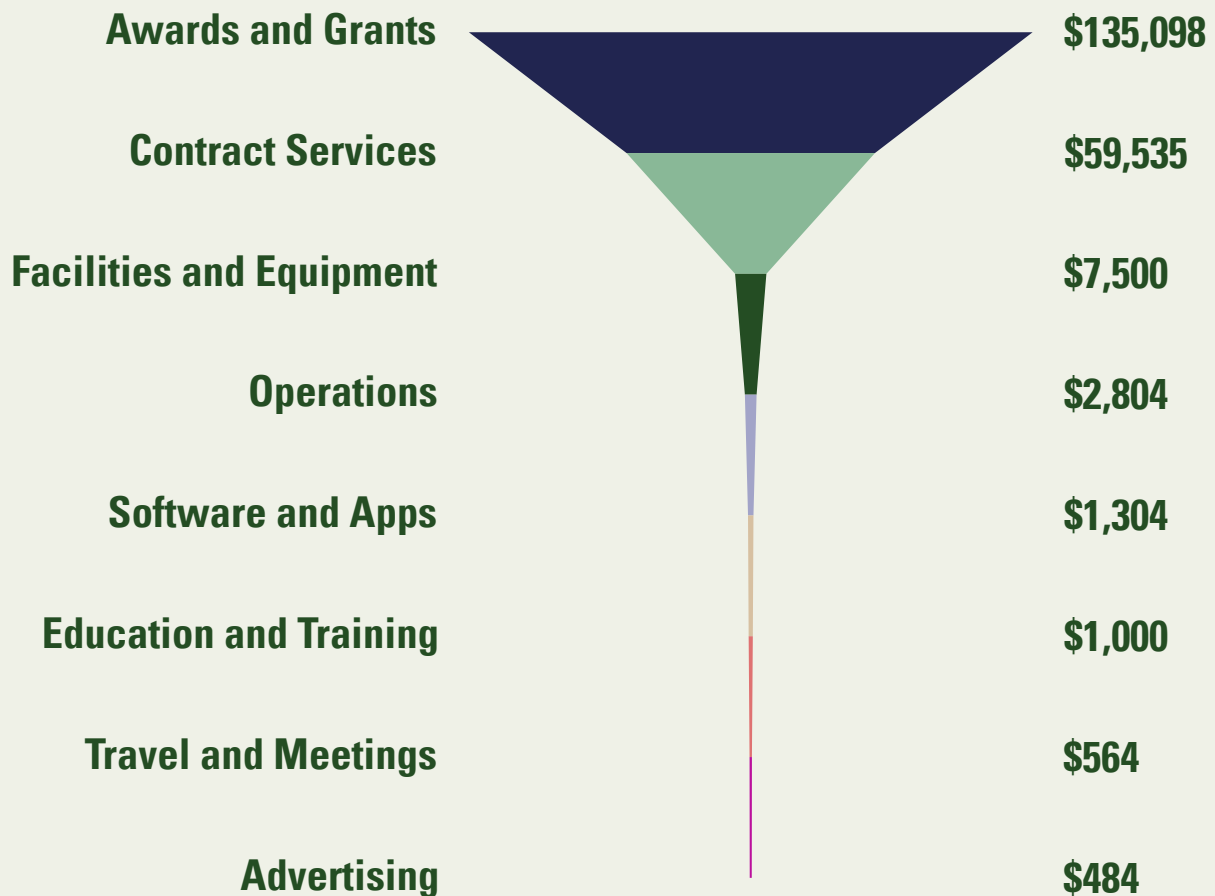 Awards and Grants $135,098
Contract Services $59,535
Facilities and Equipment $7,500
Operations $2,804
Software and Apps $1,304
Education and Training $1,000
Travel and Meetings $564
Advertising $484